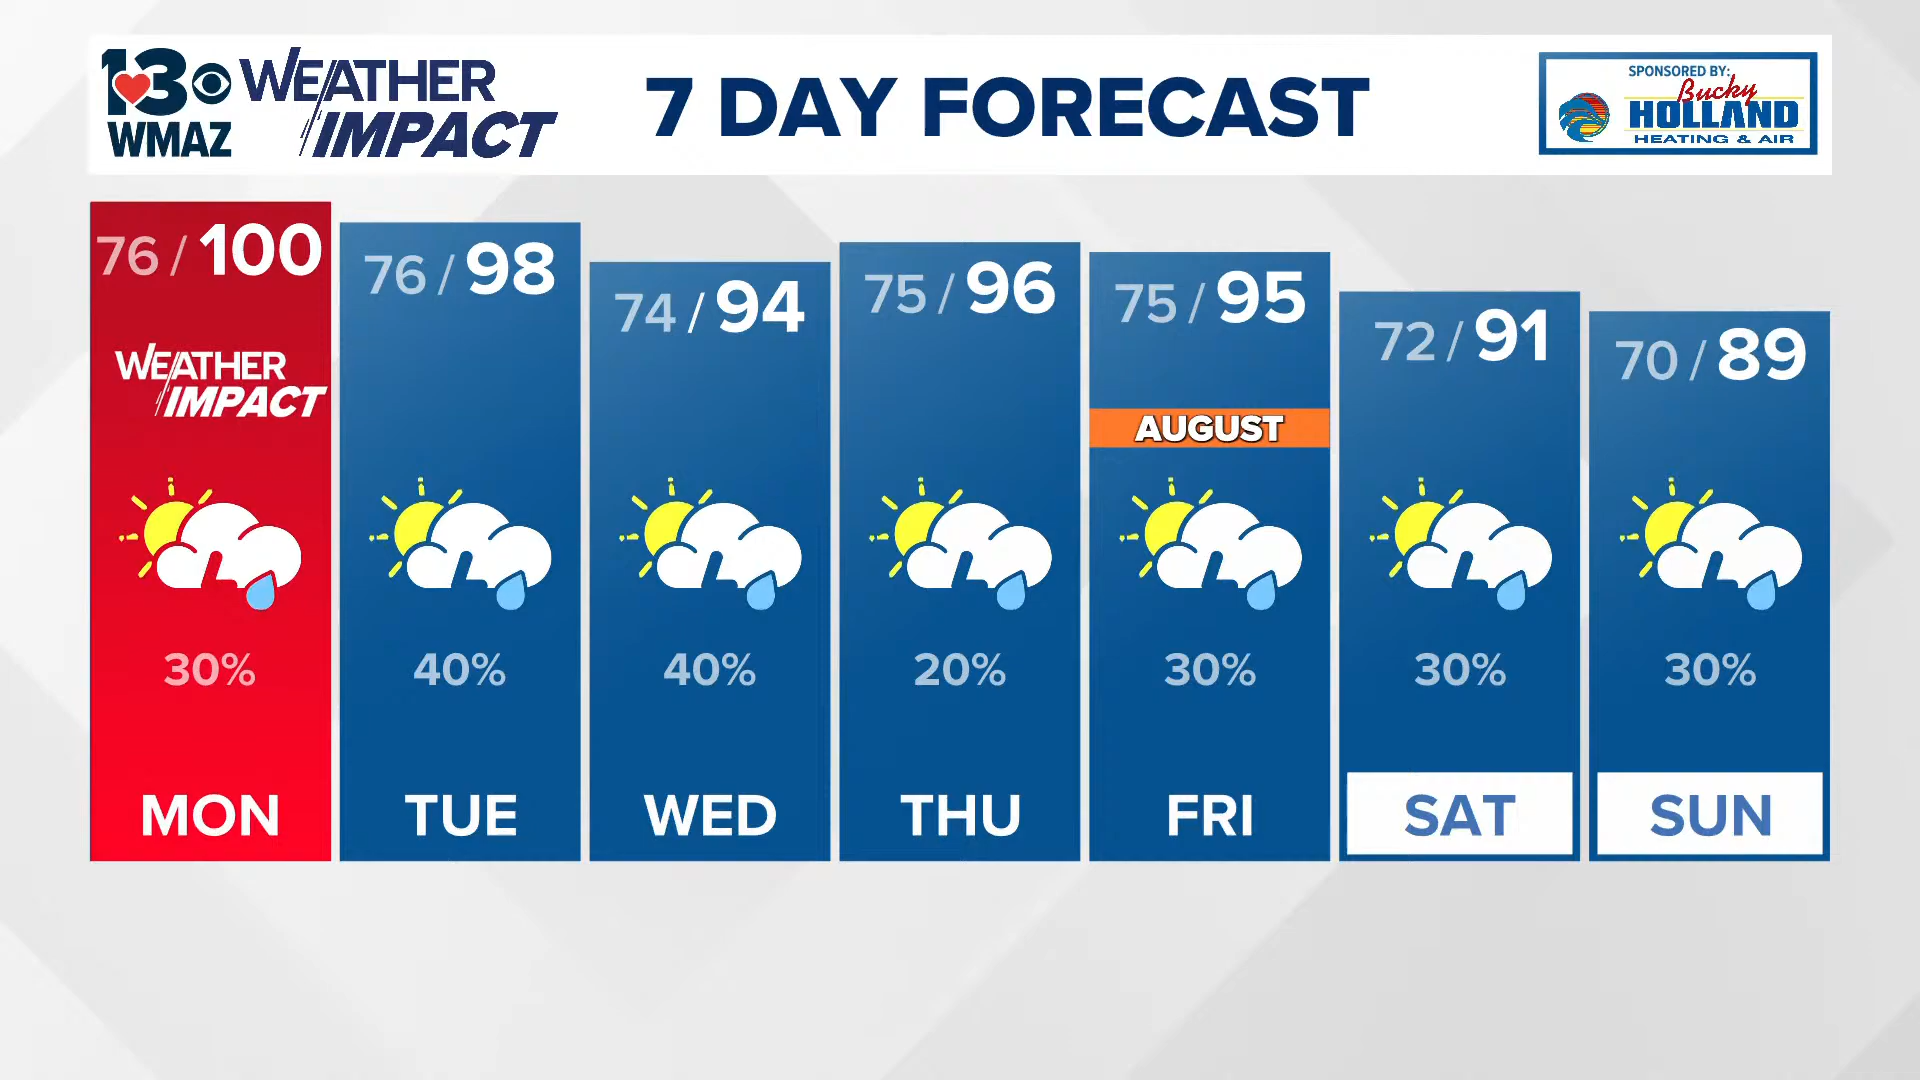 13
WMAZ
WEATHER
IMPACT
7 DAY FORECAST
SPONSORED BY:
Bucky
HOLLAND
HEATING & AIR
76 / 100
WEATHER
IMPACT
30%
MON
76 / 98
40%
TUE
74 / 94
40%
WED
75 / 96
20%
THU
75 / 95
AUGUST
30%
FRI
72 / 91
30%
SAT
70 / 89
30%
SUN